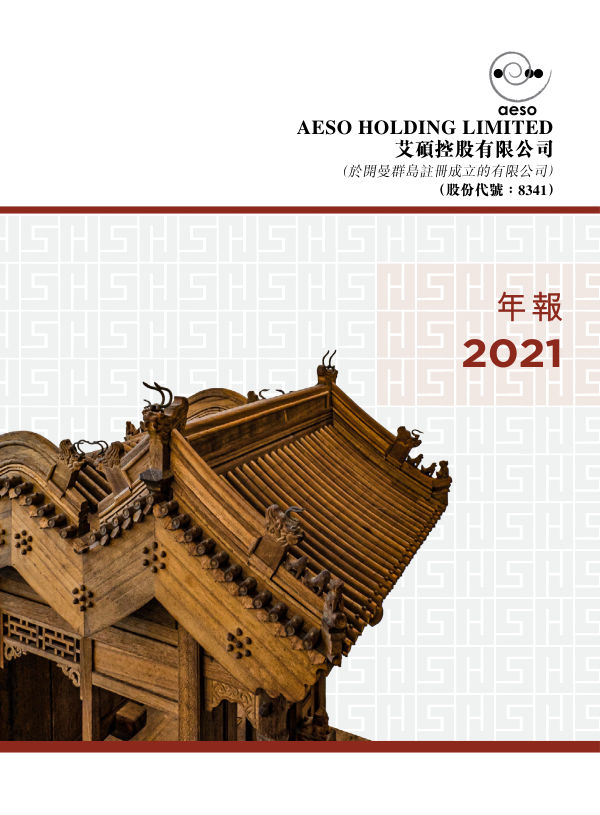 aeso
AESO HOLDING LIMITED
艾碩控股有限公司
(於開曼群島註冊成立的有限公司)
(股份代號：8341)
年報
2021